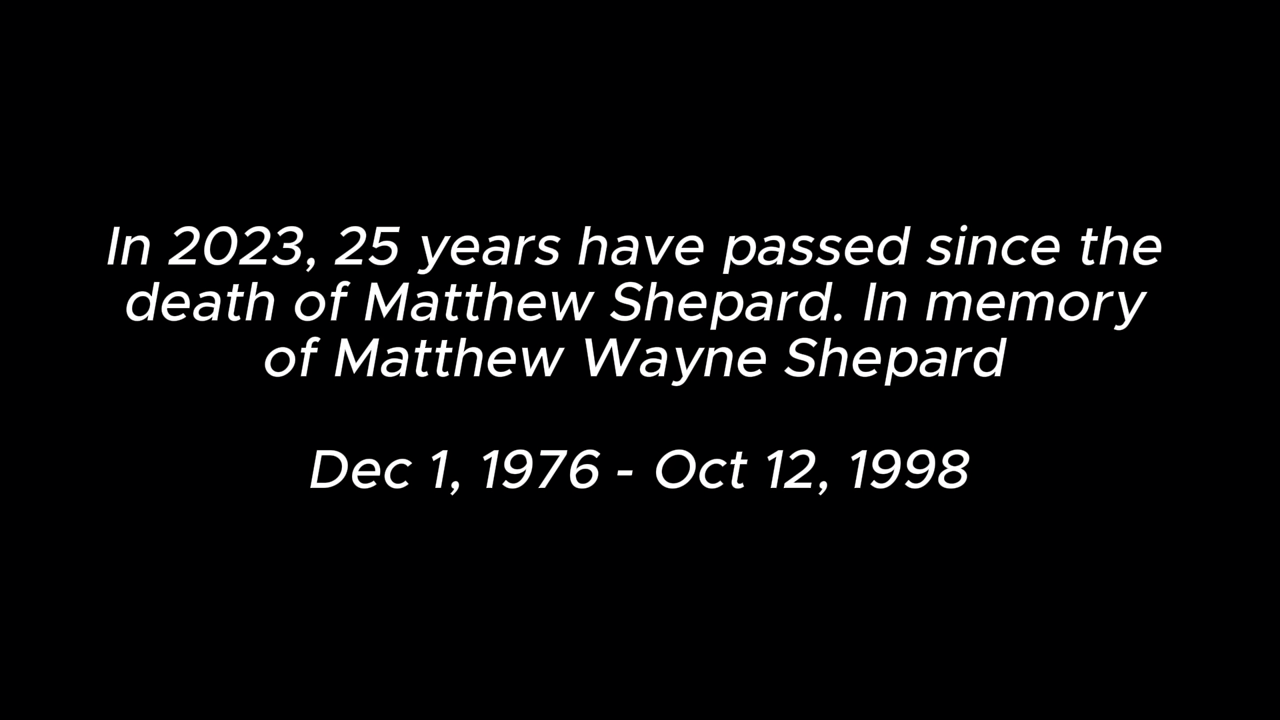 In 2023, 25 years have passed since the
death of Matthew Shepard. In memory
of Matthew Wayne Shepard
Dec 1, 1976 - Oct 12, 1998